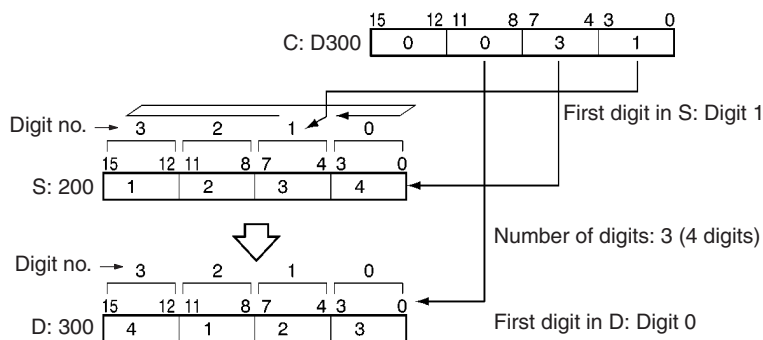 15 12 11 8 7 4 3 0
C: D300 0 0 3 1
First digit in S: Digit 1
Digit no. 3 2 1 0
15 12 11 8 7 4 3 0
S: 200 1 2 3 4
Number of digits: 3 (4 digits)
Digit no. 3 2 1 0
15 12 11 8 7 4 3 0
D: 300 4 1 2 3
First digit in D: Digit 0